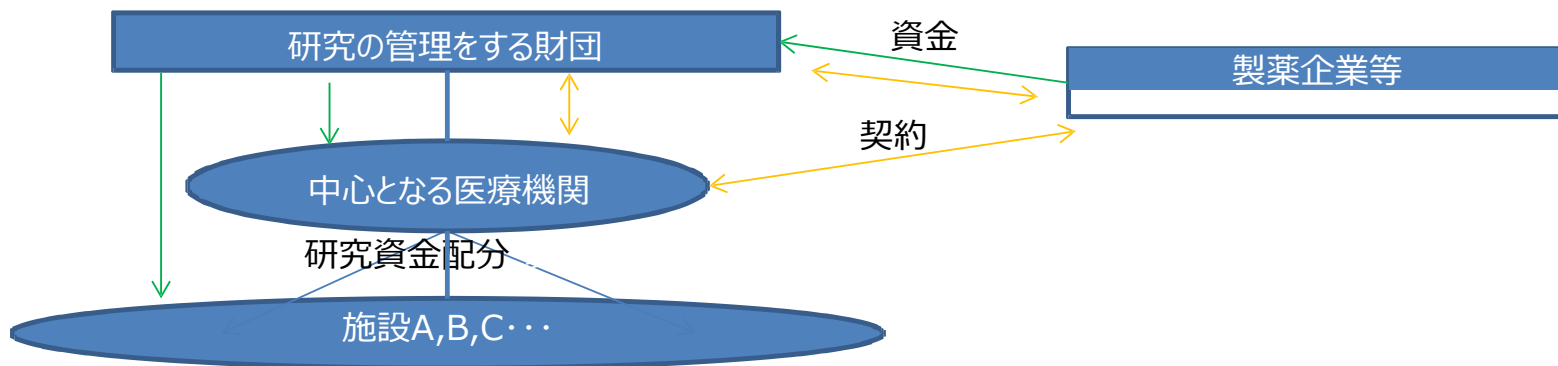 研究の管理をする財団
資金
製薬企業等
契約
中心となる医療機関
研究資金配分
施設A,B,C･･･